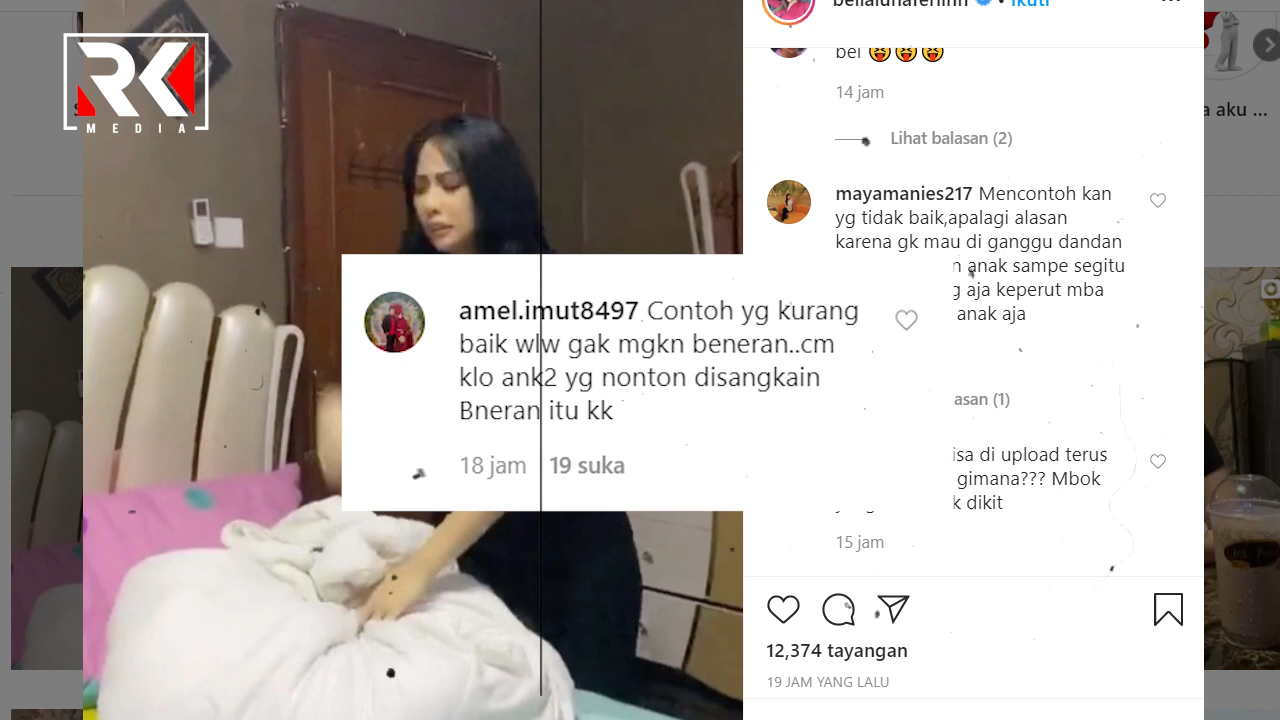 RK
MEDIA
Ikuti
bel 😝😝😝
14 jam
Lihat balasan (2)
mayamanies217 Mencontoh kan
yg tidak baik,apalagi alasan
karena gk mau di ganggu dandan
anak sampe segitu
aja keperut mba
anak aja
amel.imut8497 Contoh yg kurang
baik wlw gak mgkn beneran..cm
klo ank2 yg nonton disangkain
Bneran itu kk
18 jam 19 suka
asan (1)
isa di upload terus
gimana??? Mbok
k dikit
15 jam
12,374 tayangan
19 JAM YANG LALU
a aku ...